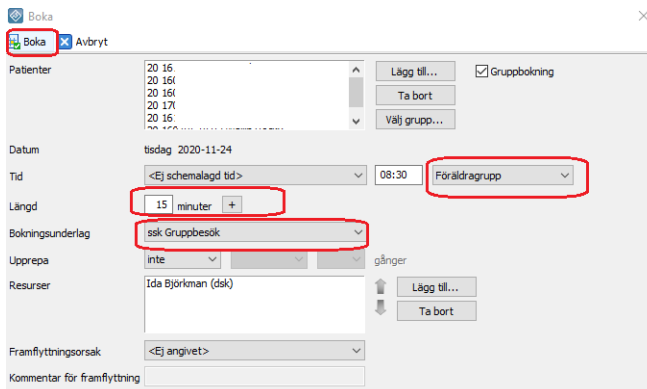 Boka
Boka Avbryt
Patienter
20 16
20 16
20 16
20 17
20 16
Lägg till...
Gruppbokning
Ta bort
Välj grupp...
Datum tisdag 2020-11-24
Tid <Ej schemalagd tid> 08:30 Föräldragrupp
Längd 15 minuter +
Bokningsunderlag ssk Gruppbesök
Upprepa inte gånger
Resurser Ida Björkman (dsk)
Lägg till...
Ta bort
Framflyttningsorsak <Ej angivet>
Kommentar för framflyttning